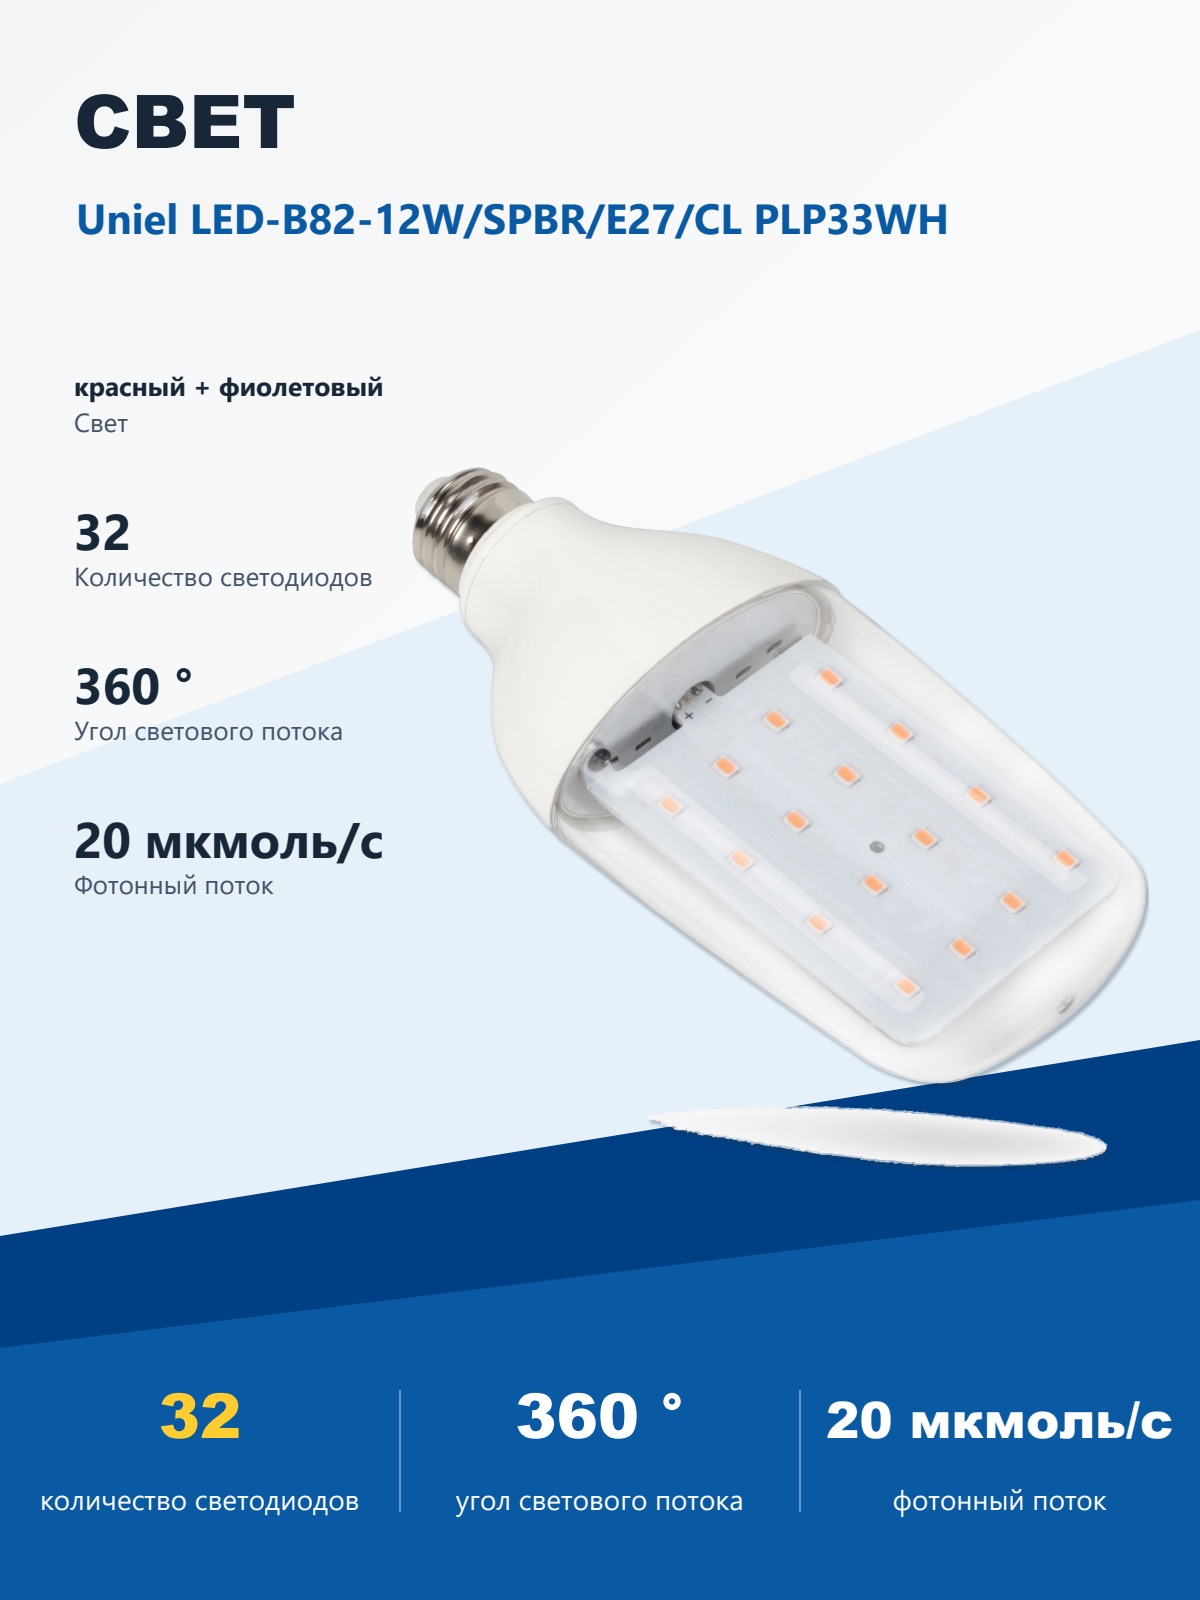 СВЕТ
Uniel LED-B82-12W/SPBR/E27/CL PLP33WH
красный + фиолетовый
Свет
32
Количество светодиодов
360 °
Угол светового потока
20 мкмоль/с
Фотонный поток
32
количество светодиодов
360 °
угол светового потока
20 мкмоль/с
фотонный поток